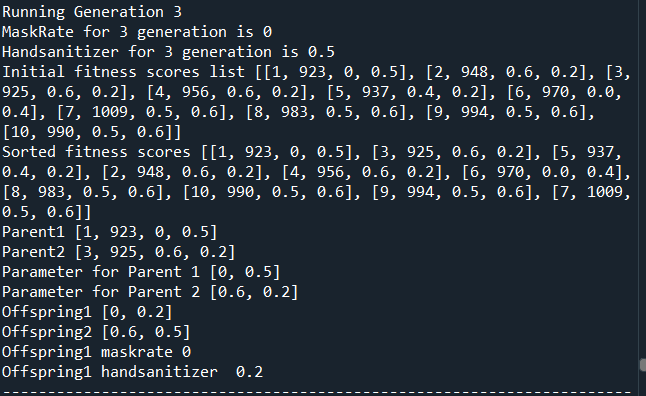 Running Generation 3
MaskRate for 3 generation is 0
Handsanitizer for 3 generation is 0.5
Initial fitness scores list [[1, 923, 0, 0.5], [2, 948, 0.6, 0.2], [3,
925, 0.6, 0.2], [4, 956, 0.6, 0.2], [5, 937, 0.4, 0.2], [6, 970, 0.0,
0.4], [7, 1009, 0.5, 0.6], [8, 983, 0.5, 0.6], [9, 994, 0.5, 0.6],
[10, 990, 0.5, 0.6]]
Sorted fitness scores [[1, 923, 0, 0.5], [3, 925, 0.6, 0.2], [5, 937,
0.4, 0.2], [2, 948, 0.6, 0.2], [4, 956, 0.6, 0.2], [6, 970, 0.0, 0.4],
[8, 983, 0.5, 0.6], [10, 990, 0.5, 0.6], [9, 994, 0.5, 0.6], [7, 1009,
0.5, 0.6]]
Parent1 [1, 923, 0, 0.5]
Parent2 [3, 925, 0.6, 0.2]
Parameter for Parent 1 [0, 0.5]
Parameter for Parent 2 [0.6, 0.2]
Offspring1 [0, 0.2]
Offspring2 [0.6, 0.5]
Offspring1 maskrate 0
Offspring1 handsanitizer  0.2
----------------------------------------------------------------------